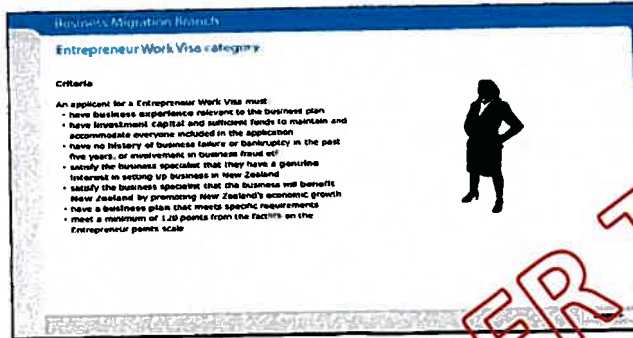 Business Migration Branch
Entrepreneur Work Visa category
Criteria
An applicant for a Entrepreneur Work Visa must
• have business experience relevant to the business plan
• have investment capital and sufficient funds to maintain and
accommodate everyone included in the application
• have no history of business failure or bankruptcy in the past
five years, or involvement in business fraud etc
• satisfy the business specialist that they have a genuine
interest in setting up business in New Zealand
• satisfy the business specialist that the business will benefit
New Zealand by promoting New Zealand's economic growth
• have a business plan that meets specific requirements
• meet a minimum of 120 points from the factors on the
Entrepreneur points scale
ER T